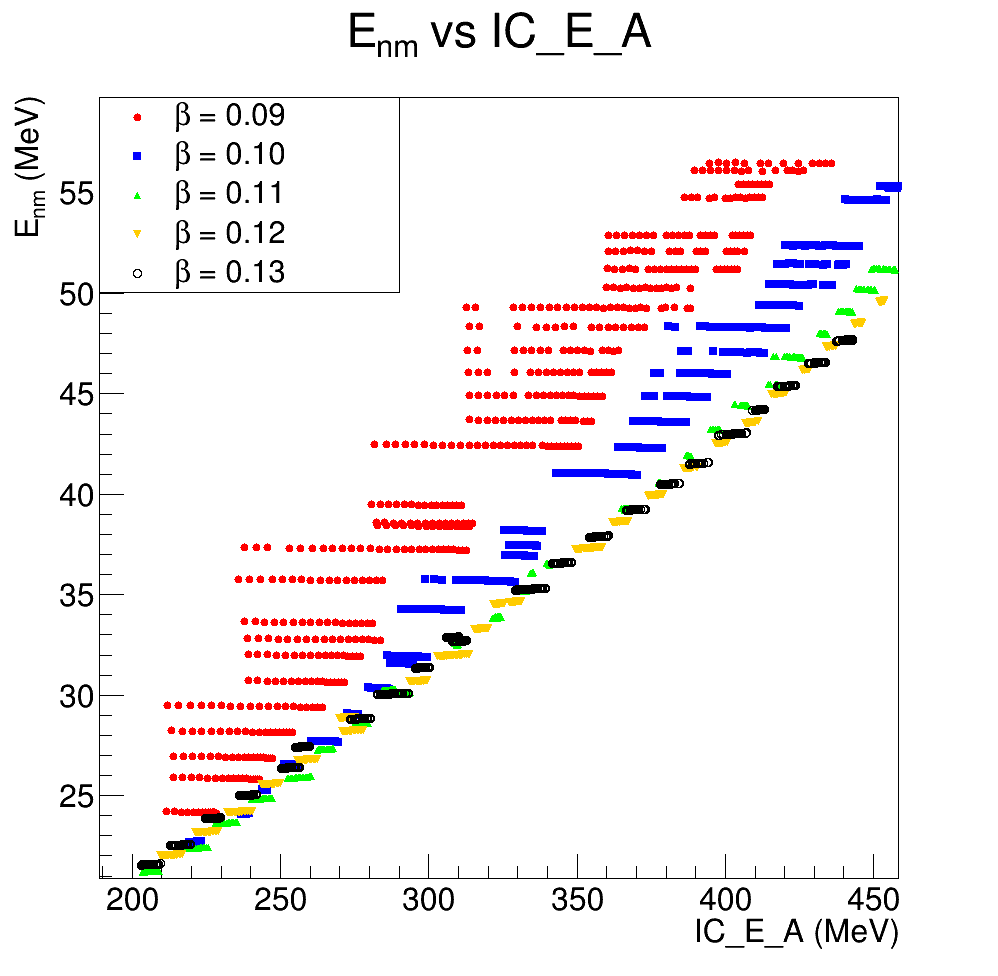 E_nm vs IC_E_A
E_nm (MeV)
β = 0.09
β = 0.10
β = 0.11
β = 0.12
β = 0.13
55
50
45
40
35
30
25
200 250 300 350 400 450
IC_E_A (MeV)